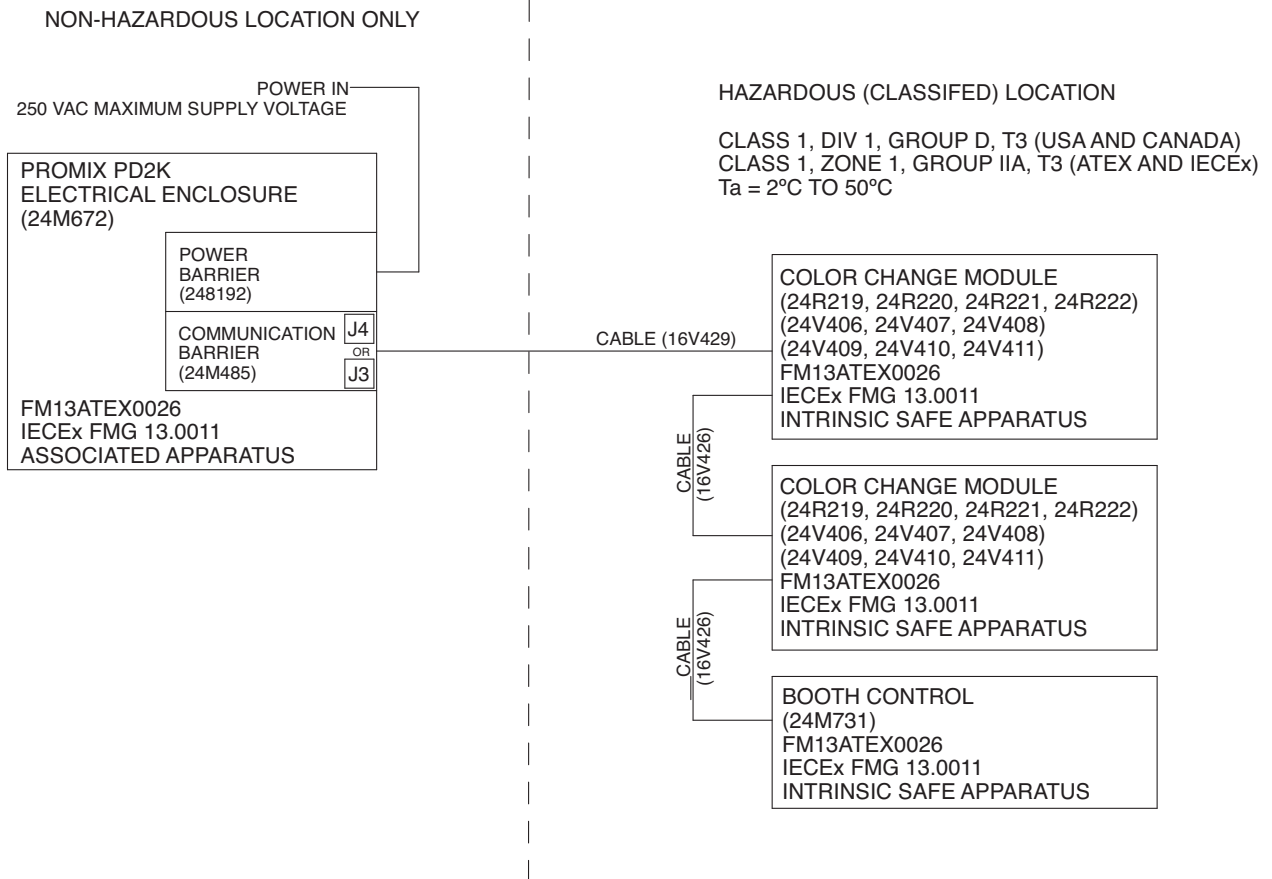 NON-HAZARDOUS LOCATION ONLY
POWER IN
250 VAC MAXIMUM SUPPLY VOLTAGE
PROMIX PD2K
ELECTRICAL ENCLOSURE
(24M672)
POWER
BARRIER
(248192)
COMMUNICATION
BARRIER
(24M485)
J4
OR
J3
FM13ATEX0026
IECEx FMG 13.0011
ASSOCIATED APPARATUS
HAZARDOUS (CLASSIFED) LOCATION
CLASS 1, DIV 1, GROUP D, T3 (USA AND CANADA)
CLASS 1, ZONE 1, GROUP IIA, T3 (ATEX AND IECEx)
Ta = 2ºC TO 50ºC
CABLE (16V429)
COLOR CHANGE MODULE
(24R219, 24R220, 24R221, 24R222)
(24V406, 24V407, 24V408)
(24V409, 24V410, 24V411)
FM13ATEX0026
IECEx FMG 13.0011
INTRINSIC SAFE APPARATUS
CABLE
(16V426)
COLOR CHANGE MODULE
(24R219, 24R220, 24R221, 24R222)
(24V406, 24V407, 24V408)
(24V409, 24V410, 24V411)
FM13ATEX0026
IECEx FMG 13.0011
INTRINSIC SAFE APPARATUS
CABLE
(16V426)
BOOTH CONTROL
(24M731)
FM13ATEX0026
IECEx FMG 13.0011
INTRINSIC SAFE APPARATUS